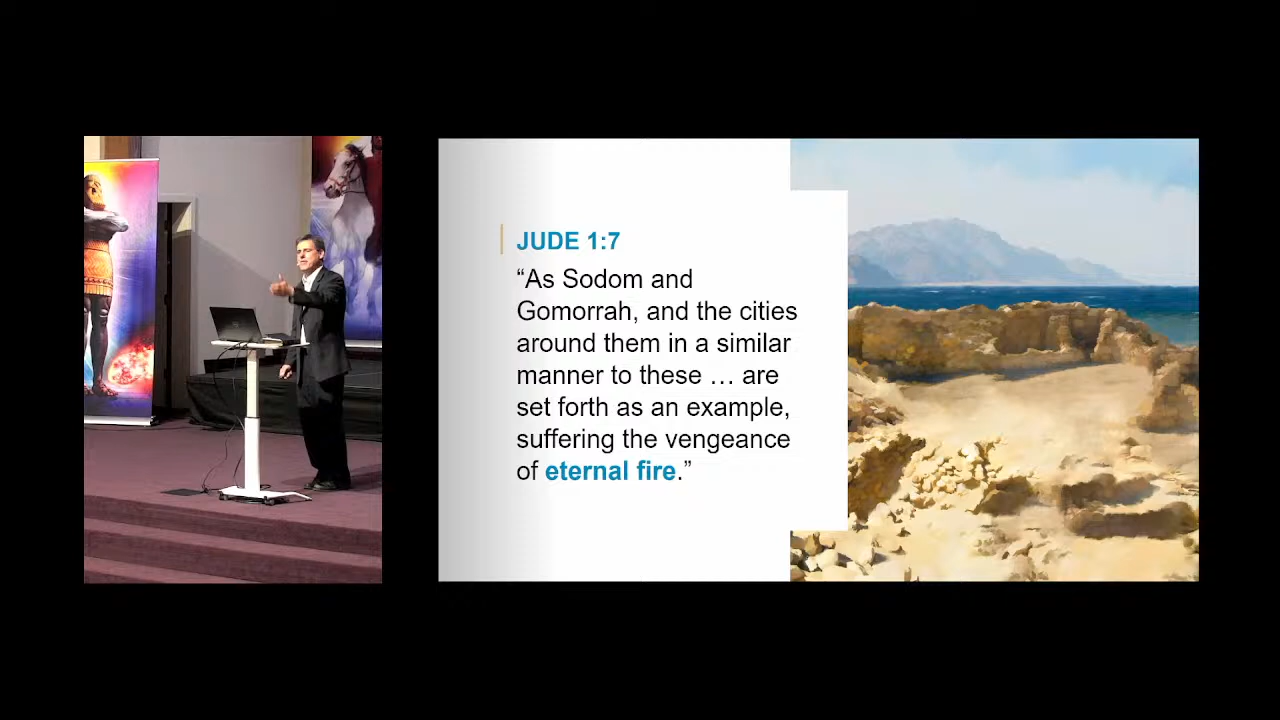 JUDE 1:7
“As Sodom and
Gomorrah, and the cities
around them in a similar
manner to these … are
set forth as an example,
suffering the vengeance
of eternal fire.”